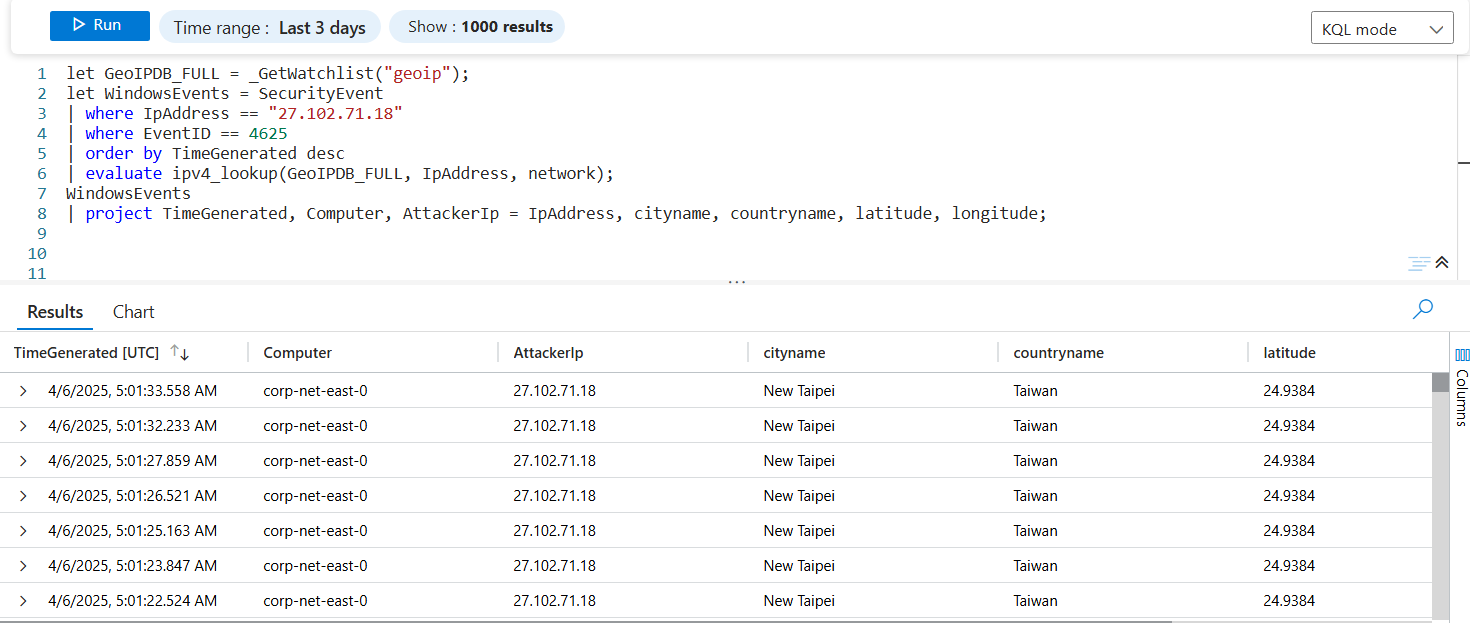 Run Time range : Last 3 days Show : 1000 results KQL mode
1 let GeoIPDB_FULL = _GetWatchlist("geoip");
2 let WindowsEvents = SecurityEvent
3 | where IpAddress == "27.102.71.18"
4 | where EventID == 4625
5 | order by TimeGenerated desc
6 | evaluate ipv4_lookup(GeoIPDB_FULL, IpAddress, network);
7 WindowsEvents
8 | project TimeGenerated, Computer, AttackerIp = IpAddress, cityname, countryname, latitude, longitude;
9
10
11
...
Results Chart
TimeGenerated [UTC] Computer AttackerIp cityname countryname latitude
4/6/2025, 5:01:33.558 AM corp-net-east-0 27.102.71.18 New Taipei Taiwan 24.9384
4/6/2025, 5:01:32.233 AM corp-net-east-0 27.102.71.18 New Taipei Taiwan 24.9384
4/6/2025, 5:01:27.859 AM corp-net-east-0 27.102.71.18 New Taipei Taiwan 24.9384
4/6/2025, 5:01:26.521 AM corp-net-east-0 27.102.71.18 New Taipei Taiwan 24.9384
4/6/2025, 5:01:25.163 AM corp-net-east-0 27.102.71.18 New Taipei Taiwan 24.9384
4/6/2025, 5:01:23.847 AM corp-net-east-0 27.102.71.18 New Taipei Taiwan 24.9384
4/6/2025, 5:01:22.524 AM corp-net-east-0 27.102.71.18 New Taipei Taiwan 24.9384
Columns